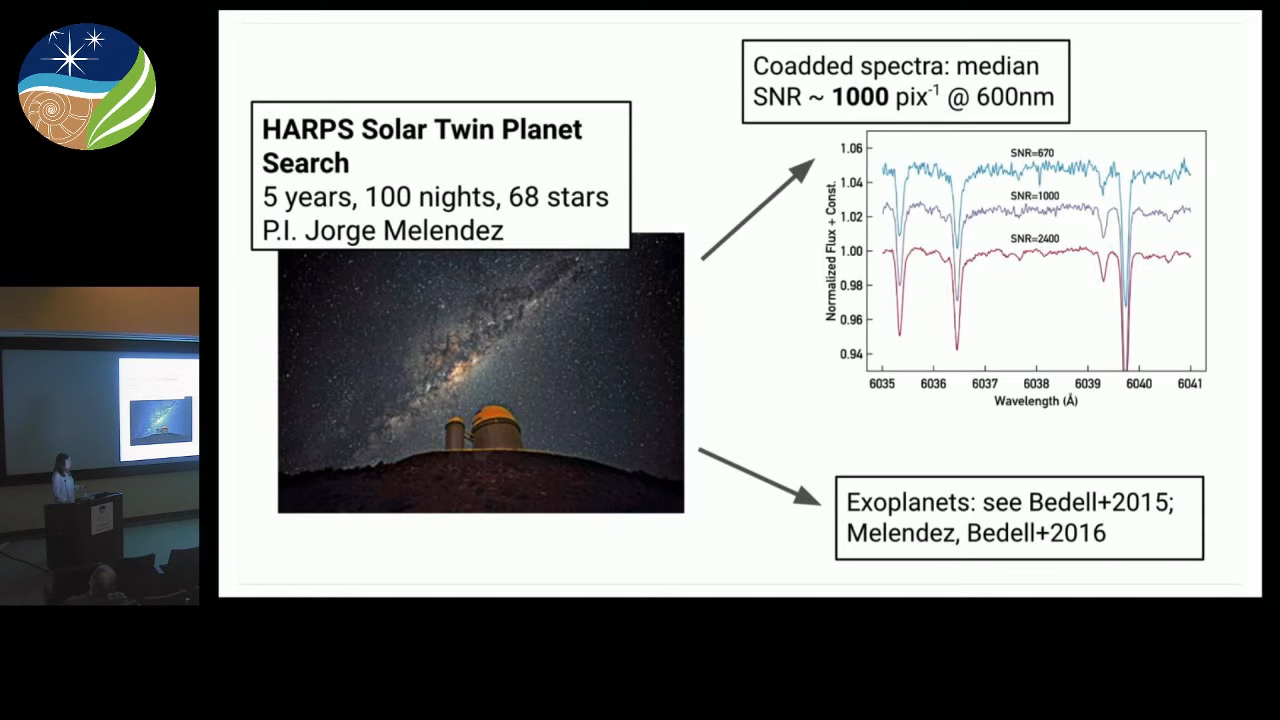 HARPS Solar Twin Planet
Search
5 years, 100 nights, 68 stars
P.I. Jorge Melendez
Coadded spectra: median
SNR ~ 1000 pix⁻¹ @ 600nm
1.06
1.04
1.02
1.00
0.98
0.96
0.94
Normalized Flux + Const.
SNR=670
SNR=1000
SNR=2400
6035
6036
6037
6038
6039
6040
6041
Wavelength (Å)
Exoplanets: see Bedell+2015;
Melendez, Bedell+2016